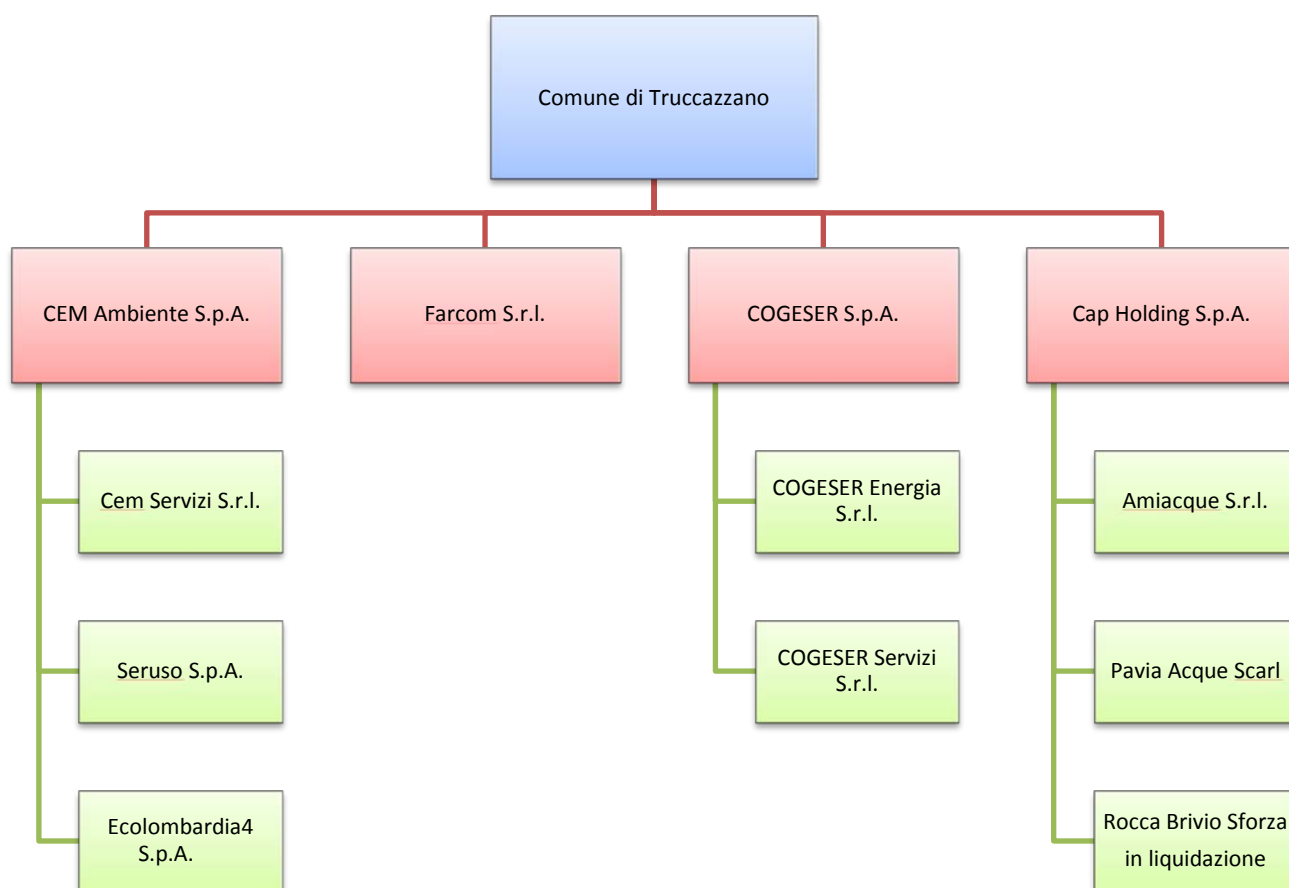 Comune di Truccazzano
CEM Ambiente S.p.A.
Farcom S.r.l.
COGESER S.p.A.
Cap Holding S.p.A.
Cem Servizi S.r.l.
COGESER Energia
S.r.l.
Amiacque S.r.l.
Seruso S.p.A.
COGESER Servizi
S.r.l.
Pavia Acque Scarl
Ecolombardia4
S.p.A.
Rocca Brivio Sforza
in liquidazione